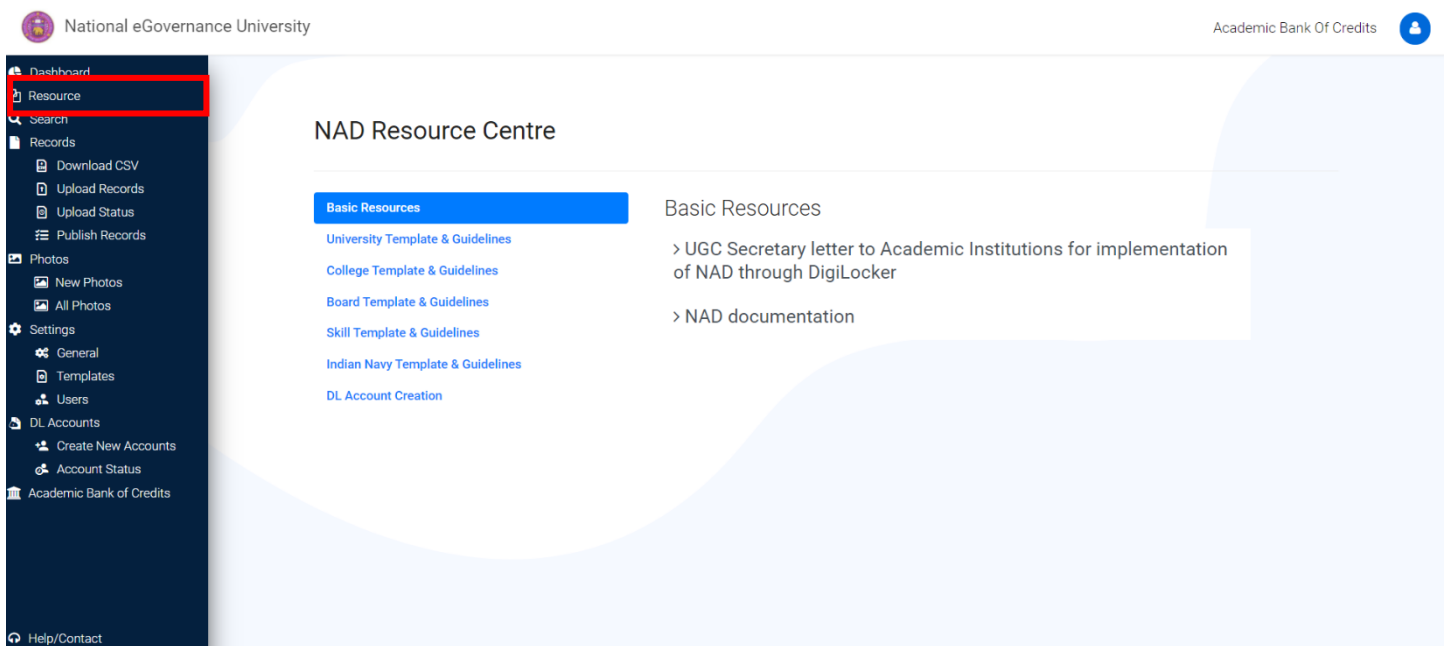 National eGovernance University
Academic Bank Of Credits
Dashboard
Resource
Search
Records
Download CSV
Upload Records
Upload Status
Publish Records
Photos
New Photos
All Photos
Settings
General
Templates
Users
DL Accounts
Create New Accounts
Account Status
Academic Bank of Credits
Help/Contact
NAD Resource Centre
Basic Resources
University Template & Guidelines
College Template & Guidelines
Board Template & Guidelines
Skill Template & Guidelines
Indian Navy Template & Guidelines
DL Account Creation
Basic Resources
> UGC Secretary letter to Academic Institutions for implementation
of NAD through DigiLocker
> NAD documentation